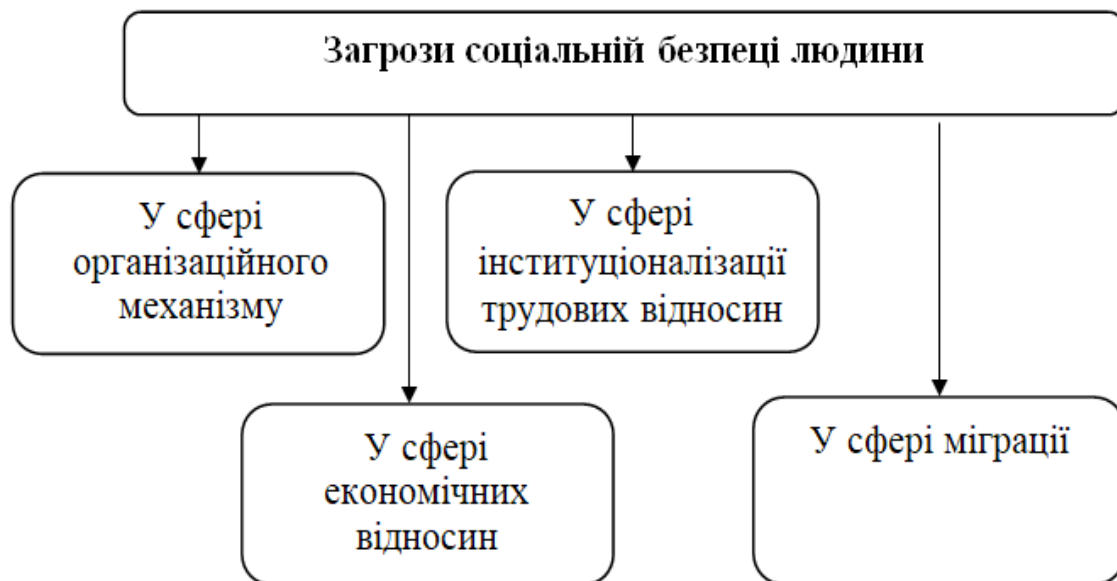 Загрози соціальній безпеці людини
У сфері
організаційного
механізму
У сфері
інституціоналізації
трудових відносин
У сфері
економічних
відносин
У сфері міграції